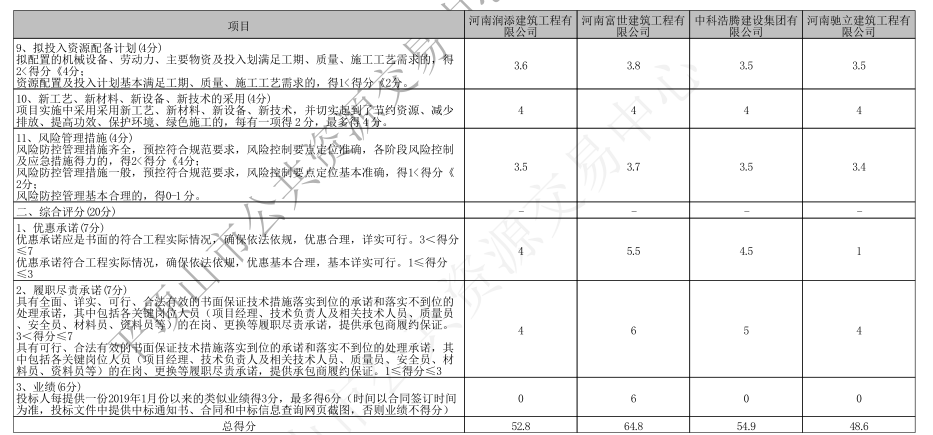 项目 河南润添建筑工程有限公司 河南富世建筑工程有限公司 中科浩腾建设集团有限公司 河南驰立建筑工程有限公司
9、拟投入资源配备计划(4分)
拟配置的机械设备、劳动力、主要物资及投入划满足工期、质量、施工工艺需求的，得
2<得分《4分;
资源配置及投入计划基本满足工期、质量、施工工艺需求的，得1<得分《2分。
3.6 3.8 3.5 3.5
10、新工艺、新材料、新设备、新技术的采用(4分)
项目实施中采用采用新工艺、新材料、新设备、新技术，并切实达到了节约资源、减少
排放、提高功效、保护环境、绿色施工的，每有一项得２分，最多得４分。
4 4 4 4
11、风险管理措施(4分)
风险防控管理措施齐全，预控符合规范要求，风险控制要点定位准确，各阶段风险控制
及应急措施得力的，得2<得分《4分;
风险防控管理措施一般，预控符合规范要求，风险控制要点定位基本准确，得1<得分《
2分;
风险防控管理基本合理的，得0-1分。
3.5 3.7 3.5 3.4
二、综合评分(20分) – – – –
1、优惠承诺(7分)
优惠承诺应是书面的符合工程实际情况，确保依法依规，优惠合理，详实可行。3＜得分
≤7
优惠承诺符合工程实际情况，确保依法依规，优惠基本合理，基本详实可行。1≤得分
≤3
4 5.5 4.5 1
2、履职尽责承诺(7分)
具有全面、详实、可行、合法有效的书面保证技术措施落实到位的承诺和落实不到位的
处理承诺，其中包括各关键岗位人员（项目经理、技术负责人及相关技术人员、质量员
、安全员、材料员、资料员等）的在岗、更换等履职尽责承诺，提供承包商履约保证。
3＜得分≤7
具有可行、合法有效的书面保证技术措施落实到位的承诺和落实不到位的处理承诺，其
中包括各关键岗位人员（项目经理、技术负责人及相关技术人员、质量员、安全员、材
料员、资料员等）的在岗、更换等履职尽责承诺，提供承包商履约保证。1≤得分≤3
4 6 5 4
3、业绩(6分)
投标人每提供一份2019年1月份以来的类似业绩得3分，最多得6分（时间以合同签订时间
为准，投标文件中提供中标通知书、合同和中标信息查询网页截图，否则业绩不得分）
0 6 0 0
总得分 52.8 64.8 54.9 48.6
平顶山市公共资源交易中心
市公共资源交易中心